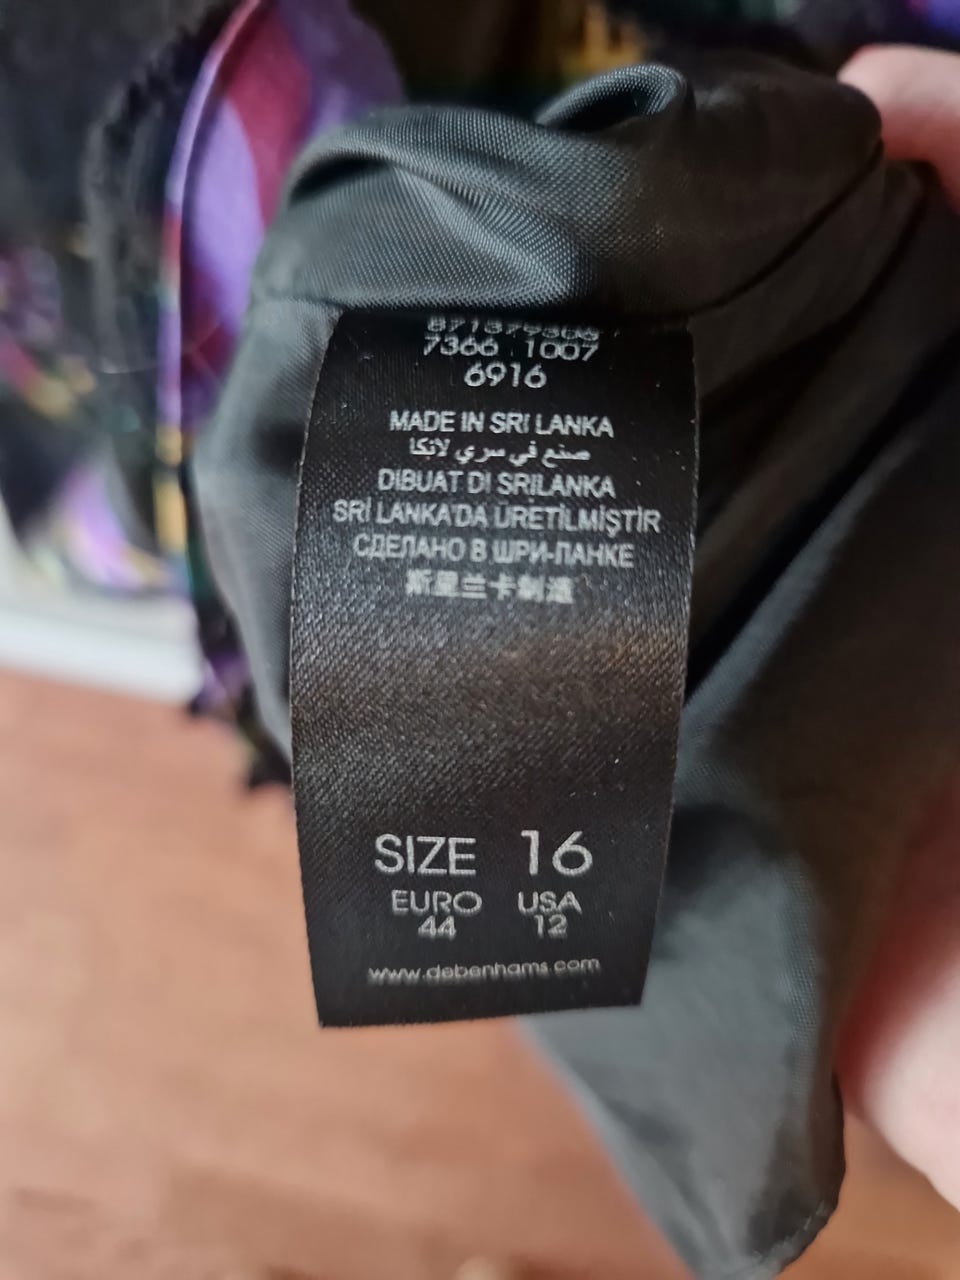 7366 1007
6916
MADE IN SRI LANKA
صنع في سري لانكا
DIBUAT DI SRILANKA
SRİ LANKA'DA ÜRETİLMİŞTİR
СДЕЛАНО В ШРИ-ЛАНКЕ
斯里兰卡制造
SIZE 16
EURO USA
44 12
www.debenhams.com